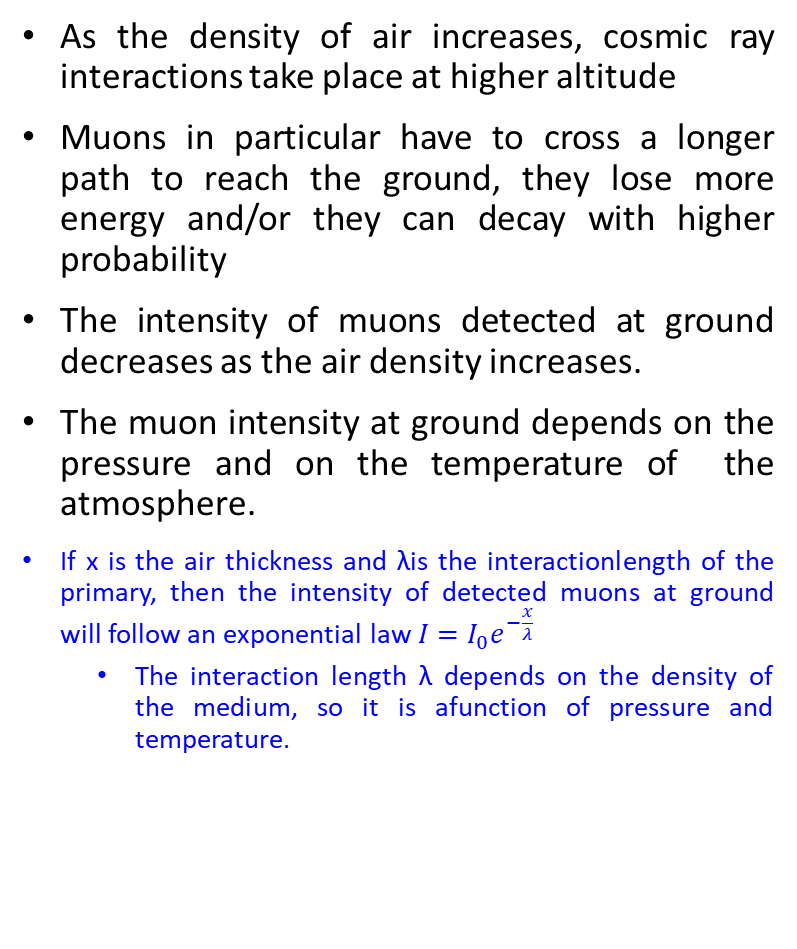 • As the density of air increases, cosmic ray
interactions take place at higher altitude
• Muons in particular have to cross a longer
path to reach the ground, they lose more
energy and/or they can decay with higher
probability
• The intensity of muons detected at ground
decreases as the air density increases.
• The muon intensity at ground depends on the
pressure and on the temperature of the
atmosphere.
• If x is the air thickness and λis the interactionlength of the
primary, then the intensity of detected muons at ground
will follow an exponential law $I = I_0 e^{-\frac{x}{\lambda}}$
• The interaction length λ depends on the density of
the medium, so it is afunction of pressure and
temperature.